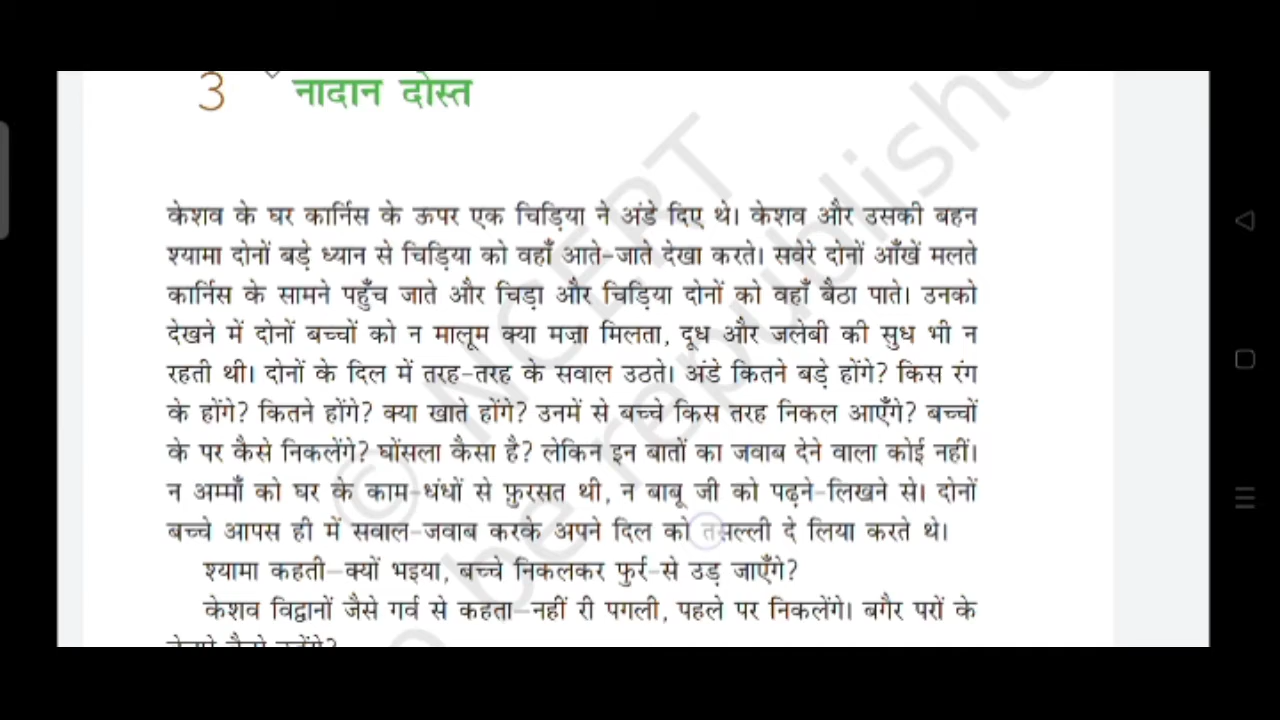 3
नादान दोस्त
केशव के घर कार्निस के ऊपर एक चिड़िया ने अंडे दिए थे। केशव और उसकी बहन
श्यामा दोनों बड़े ध्यान से चिड़िया को वहाँ आते-जाते देखा करते। सवेरे दोनों आँखें मलते
कार्निस के सामने पहुँच जाते और चिड़ा और चिड़िया दोनों को वहाँ बैठा पाते। उनको
देखने में दोनों बच्चों को न मालूम क्या मज़ा मिलता, दूध और जलेबी की सुध भी न
रहती थी। दोनों के दिल में तरह-तरह के सवाल उठते। अंडे कितने बड़े होंगे? किस रंग
के होंगे? कितने होंगे? क्या खाते होंगे? उनमें से बच्चे किस तरह निकल आएँगे? बच्चों
के पर कैसे निकलेंगे? घोंसला कैसा है? लेकिन इन बातों का जवाब देने वाला कोई नहीं।
न अम्माँ को घर के काम-धंधों से फ़ुरसत थी, न बाबू जी को पढ़ने-लिखने से। दोनों
बच्चे आपस ही में सवाल-जवाब करके अपने दिल को तसल्ली दे लिया करते थे।
श्यामा कहती—क्यों भइया, बच्चे निकलकर फुर्र-से उड़ जाएँगे?
केशव विद्वानों जैसे गर्व से कहता—नहीं री पगली, पहले पर निकलेंगे। बगैर परों के
© NCERT
be republishe